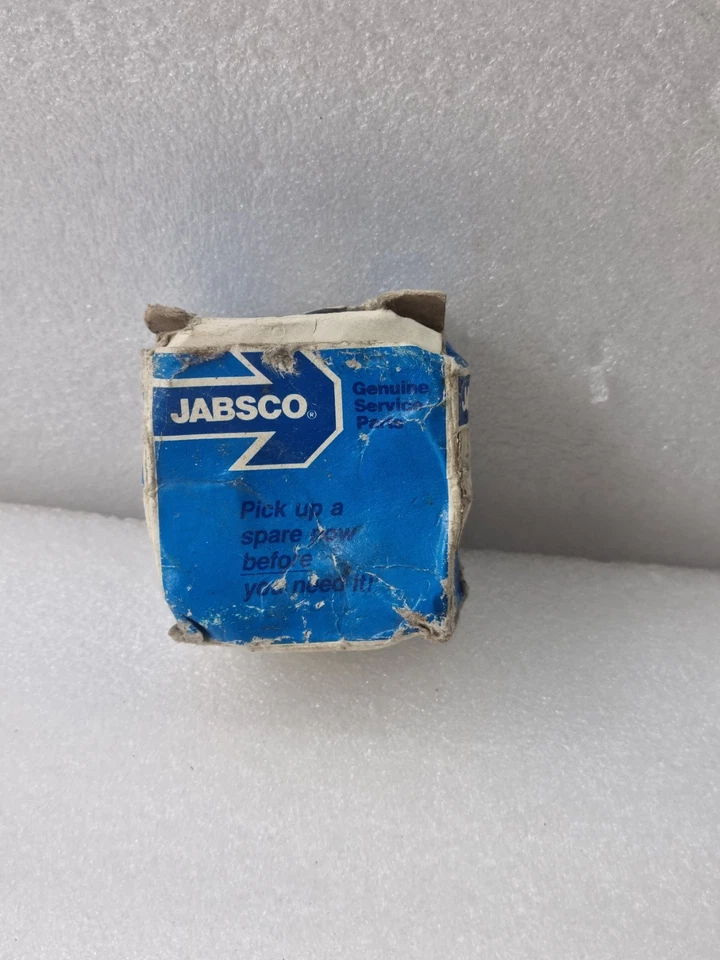 JABSCO®
Genuine
Service
Parts
Pick up a
spare now
before
you need it!